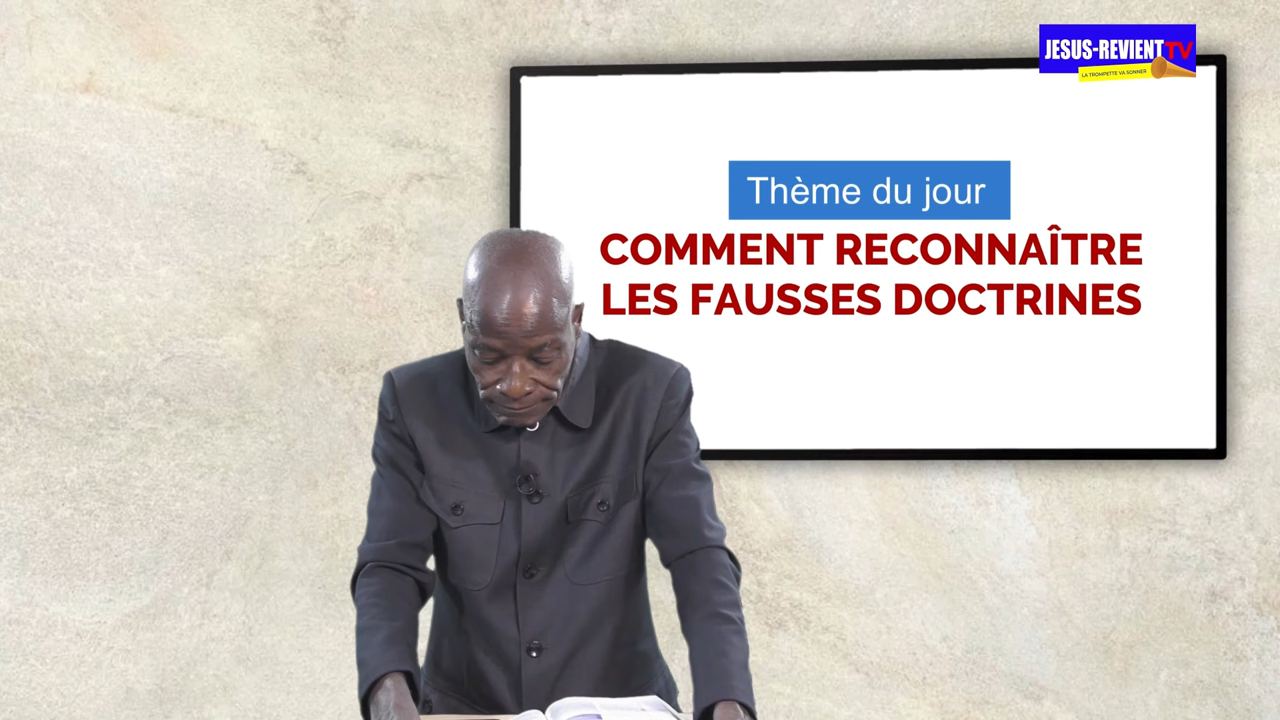 JESUS-REVIENT TV
LA TROMPETTE VA SONNER
Thème du jour
COMMENT RECONNAÎTRE
LES FAUSSES DOCTRINES